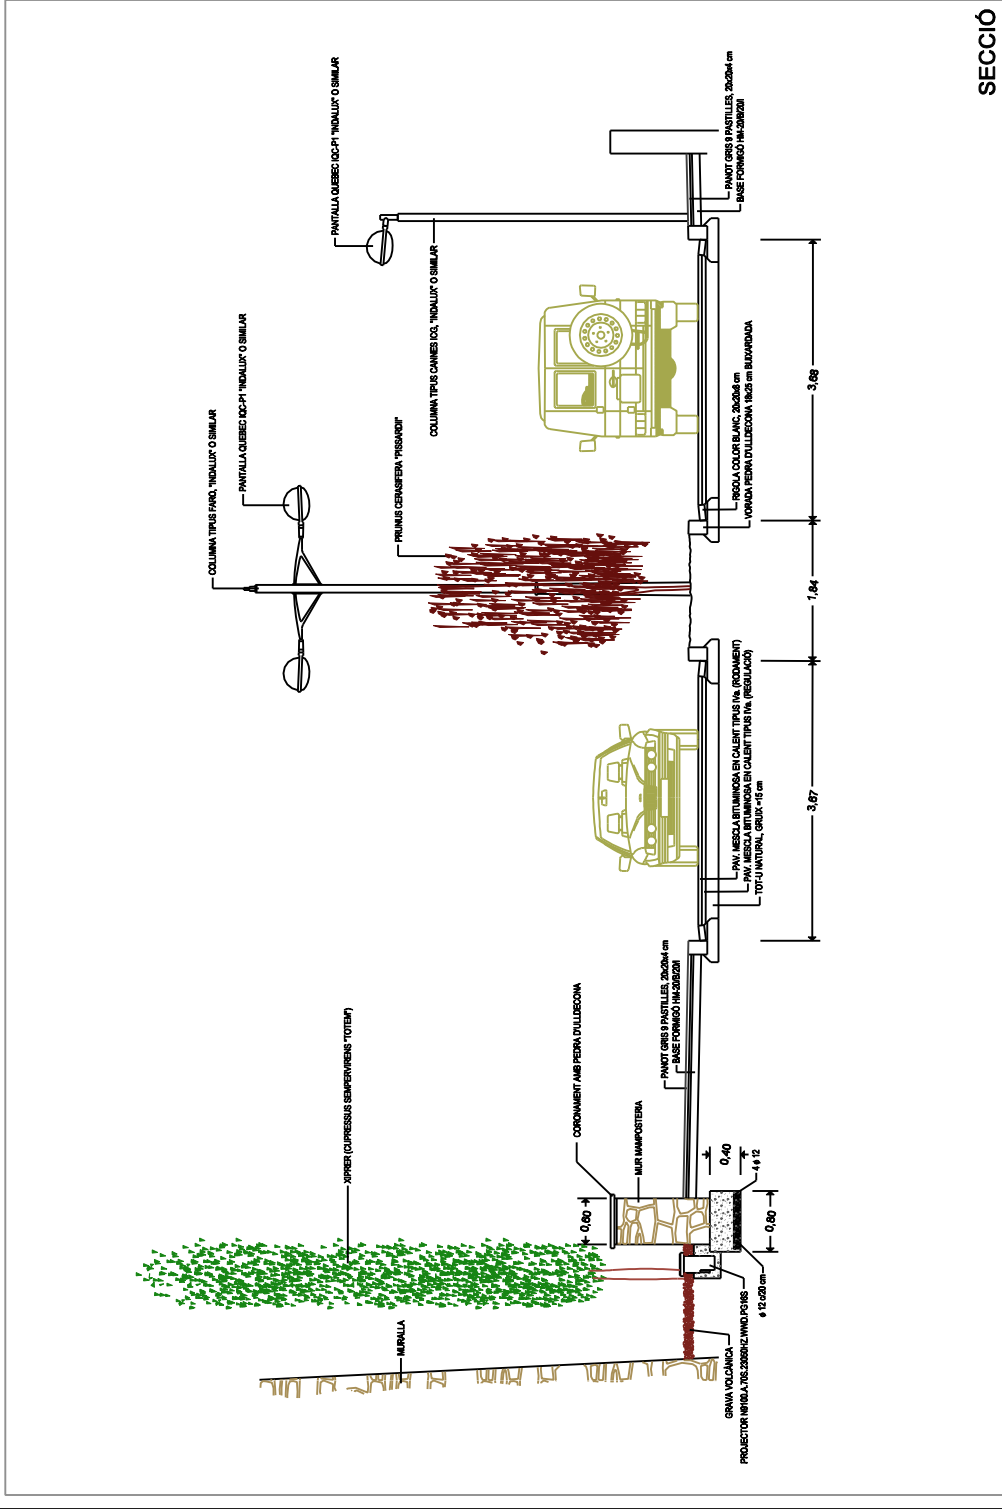 SECCIÓ
COLUMNA TIPUS FARO, "INDALUX" O SIMILAR
PANTALLA QUEBEC IQC-P1 "INDALUX" O SIMILAR
PANTALLA QUEBEC IQC-P1 "INDALUX" O SIMILAR
XIPRER (CUPRESSUS SEMPERVIRENS "TOTEM")
MURALLA
PRUNUS CERASIFERA "PISSARDII"
COLUMNA TIPUS CANNES ICG, "INDALUX" O SIMILAR
CORONAMENT AMB PEDRA D'ULLDECONA
MUR MAMPOSTERIA
0,60
PANOT GRIS 9 PASTILLES, 20x20x4 cm
BASE FORMIGÓ HM-20/B/20/I
PANOT GRIS 9 PASTILLES, 20x20x4 cm
BASE FORMIGÓ HM-20/B/20/I
RIGOLA COLOR BLANC, 20x20x8 cm
VORADA PEDRA D'ULLDECONA 18x25 cm BUIXARDADA
PAV. MESCLA BITUMINOSA EN CALENT TIPUS IVa. (RODAMENT)
PAV. MESCLA BITUMINOSA EN CALENT TIPUS IVa. (REGULACIÓ)
TOT-U NATURAL, GRUIX =15 cm
GRAVA VOLCÀNICA
0,40
4 ϕ 12
0,80
ϕ 12 c/20 cm
3,67
1,84
3,68